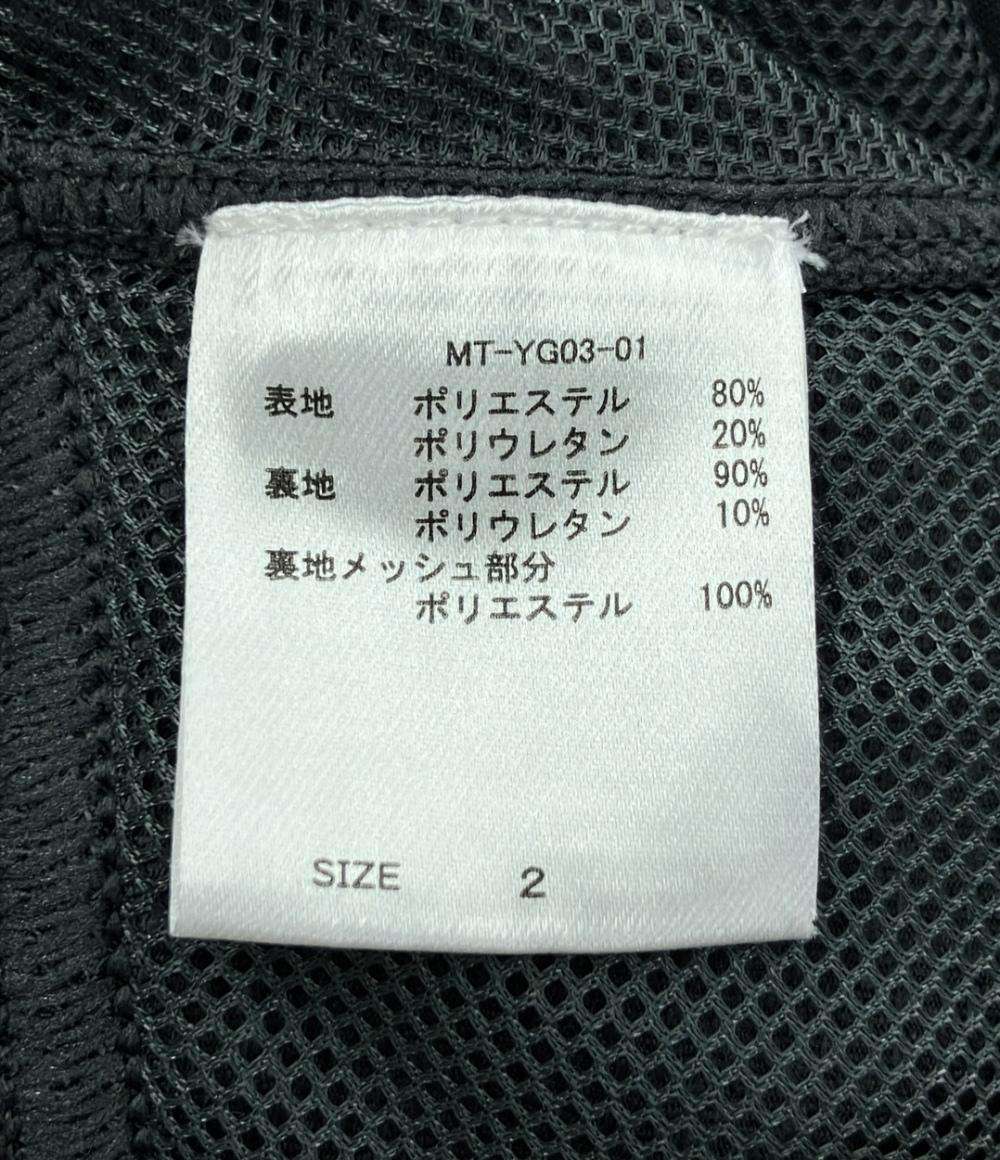 MT-YG03-01
表地 ポリエステル 80%
ポリウレタン 20%
裏地 ポリエステル 90%
ポリウレタン 10%
裏地メッシュ部分
ポリエステル 100%
SIZE 2